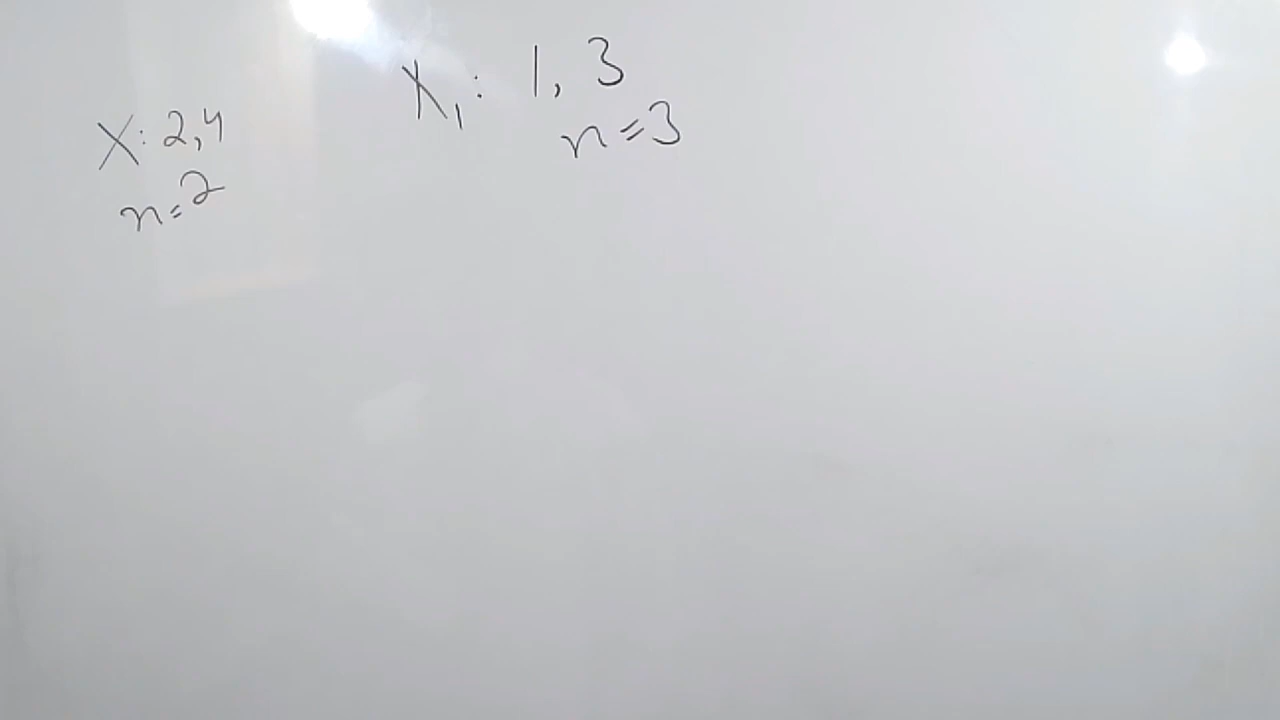 X: 2,4
n=2
X₁: 1, 3
n=3